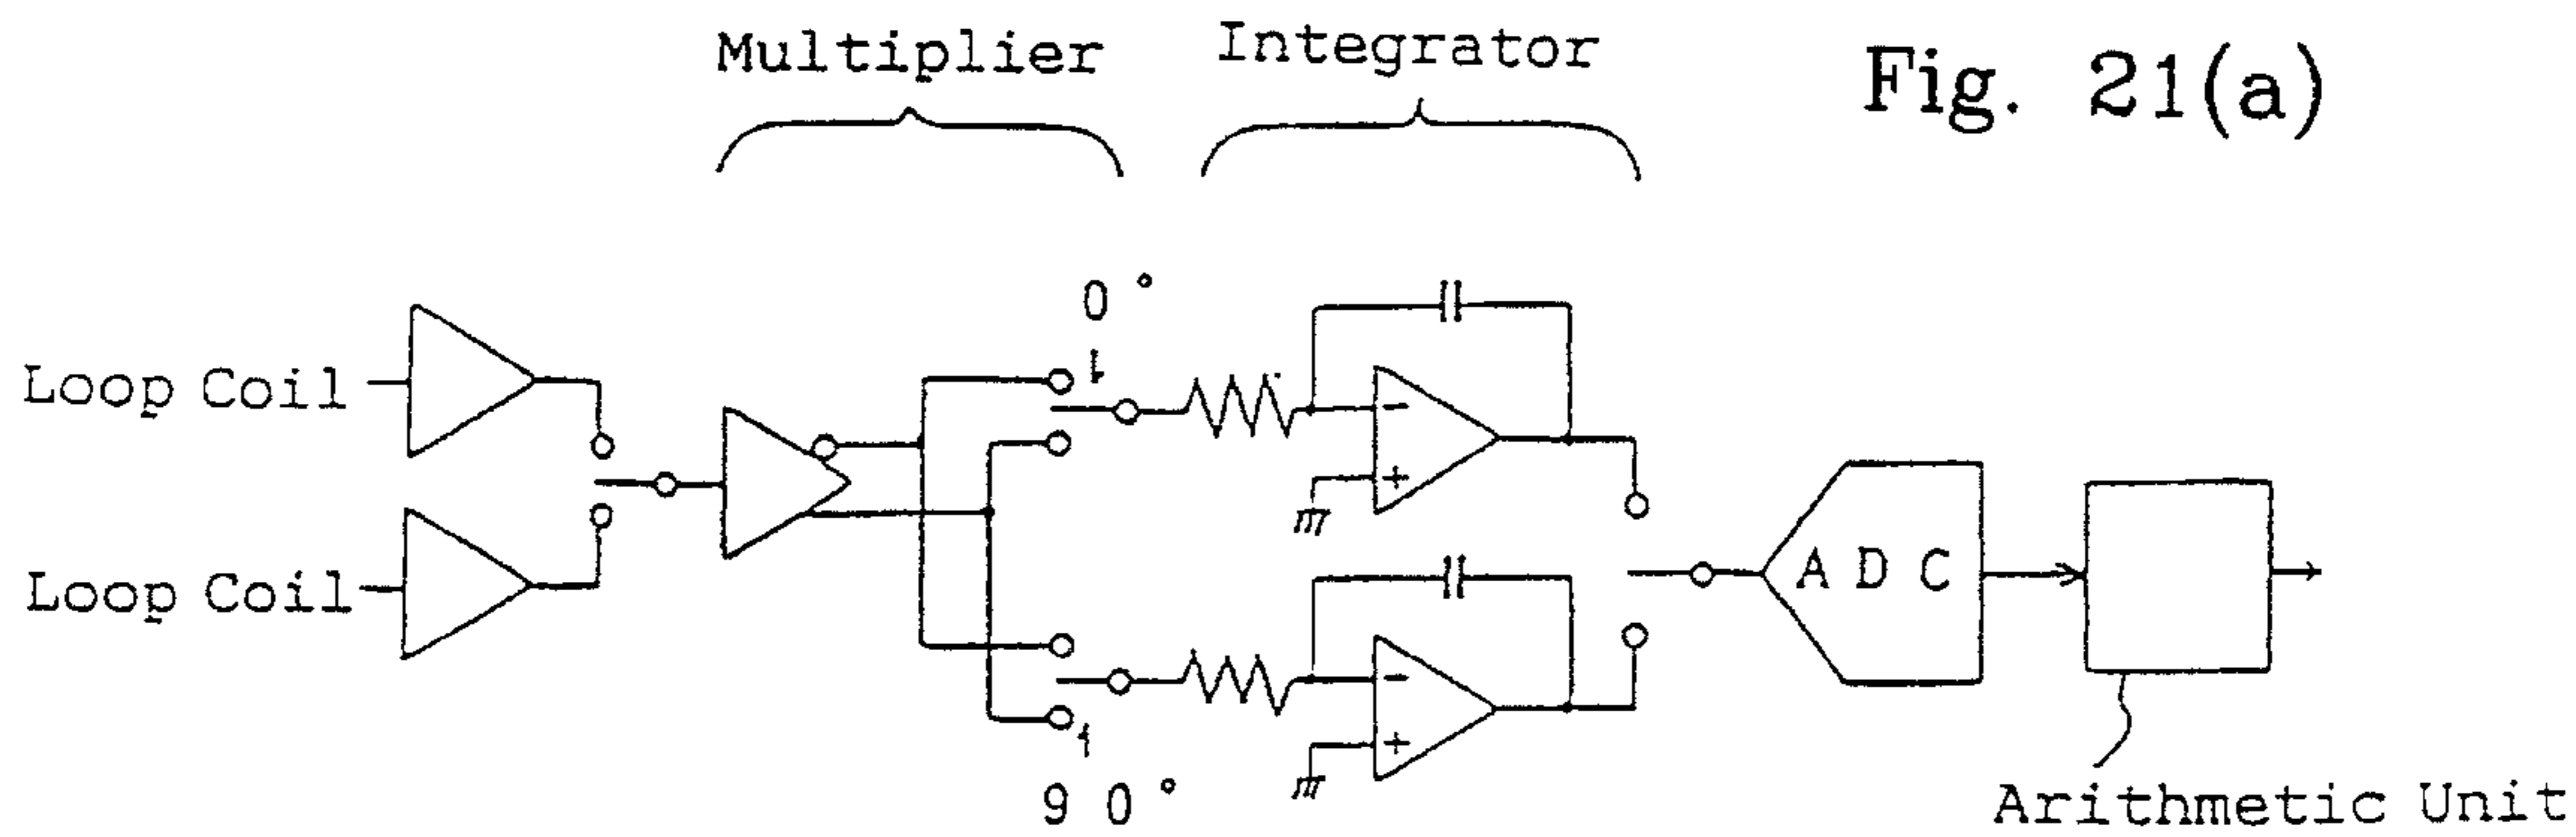 Multiplier
Integrator
Fig. 21(a)
0°
Loop Coil
Loop Coil
-
+
-
+
ADC
90°
Arithmetic Unit